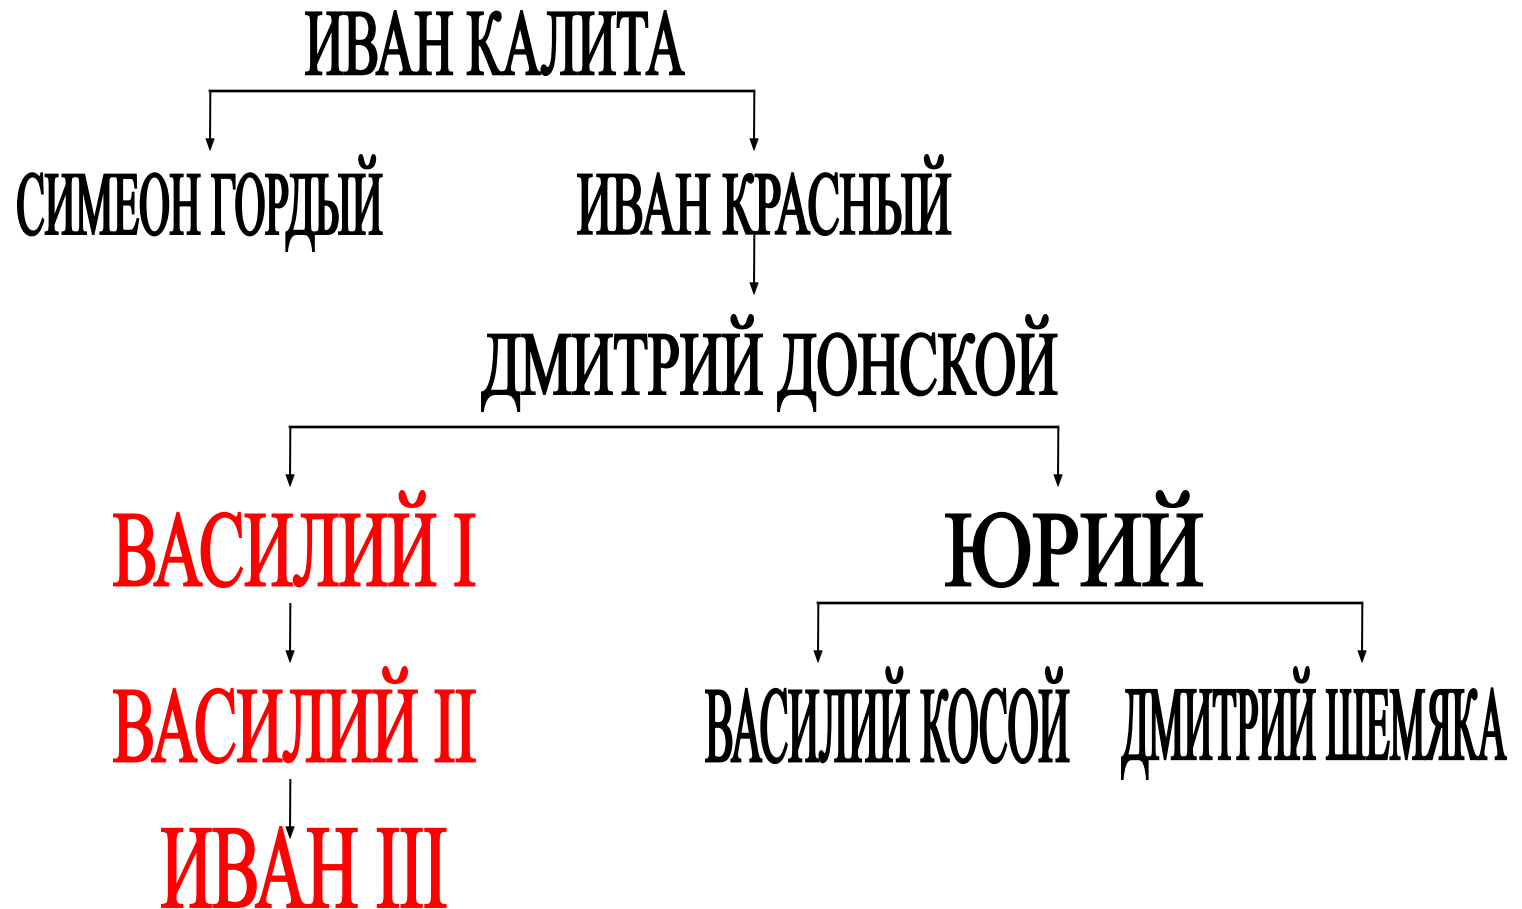 ИВАН КАЛИТА
СИМЕОН ГОРДЫЙ
ИВАН КРАСНЫЙ
ДМИТРИЙ ДОНСКОЙ
ВАСИЛИЙ I
ЮРИЙ
ВАСИЛИЙ II
ВАСИЛИЙ КОСОЙ
ДМИТРИЙ ШЕМЯКА
ИВАН III